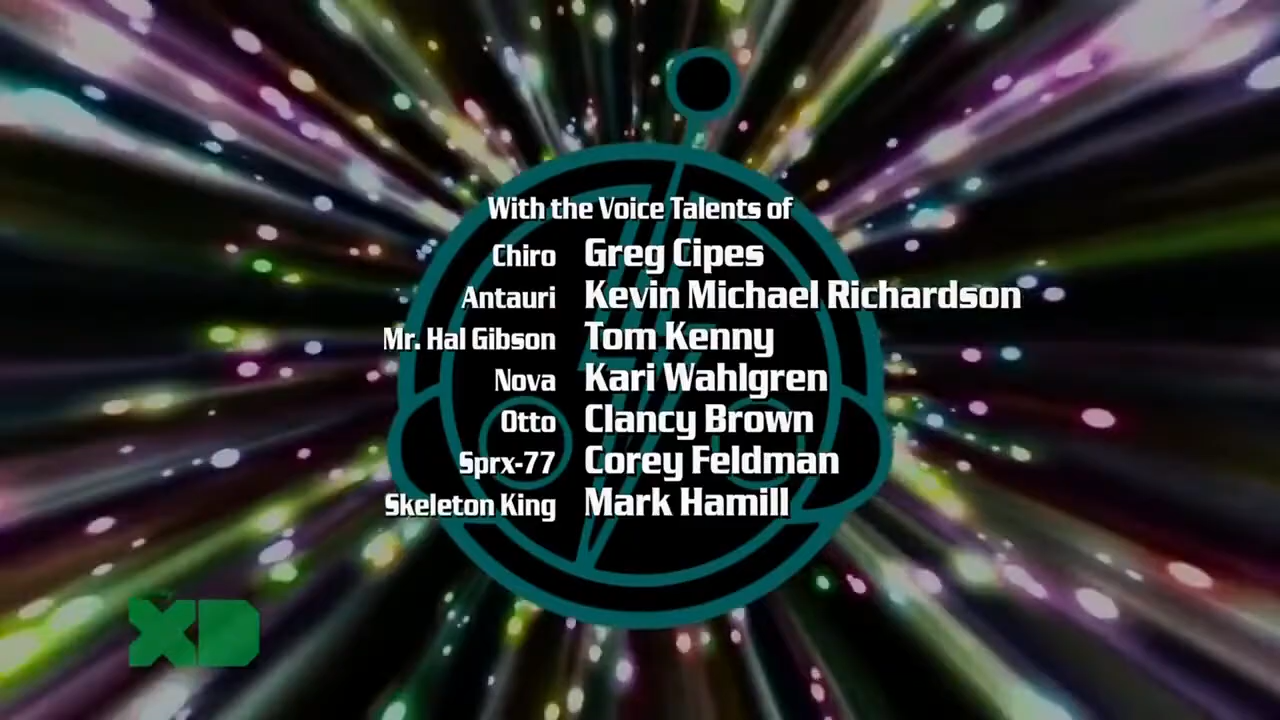 With the Voice Talents of
Chiro Greg Cipes
Antauri Kevin Michael Richardson
Mr. Hal Gibson Tom Kenny
Nova Kari Wahlgren
Otto Clancy Brown
Sprx-77 Corey Feldman
Skeleton King Mark Hamill
XD